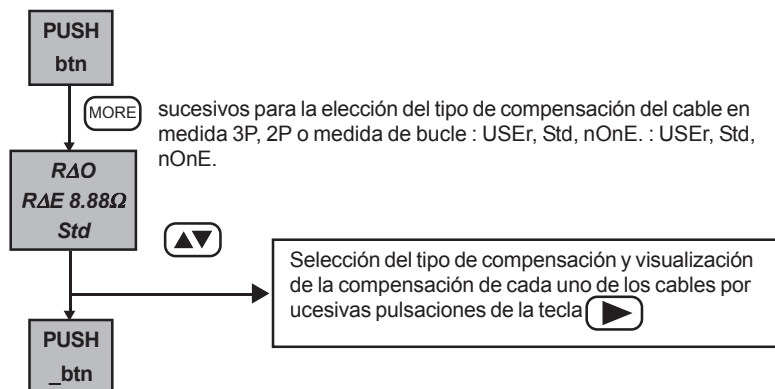 PUSH
btn
MORE
sucesivos para la elección del tipo de compensación del cable en
medida 3P, 2P o medida de bucle : USEr, Std, nOnE. : USEr, Std,
nOnE.
RΔO
RΔE 8.88Ω
Std
▲▼
Selección del tipo de compensación y visualización
de la compensación de cada uno de los cables por
ucesivas pulsaciones de la tecla ▶
PUSH
_btn